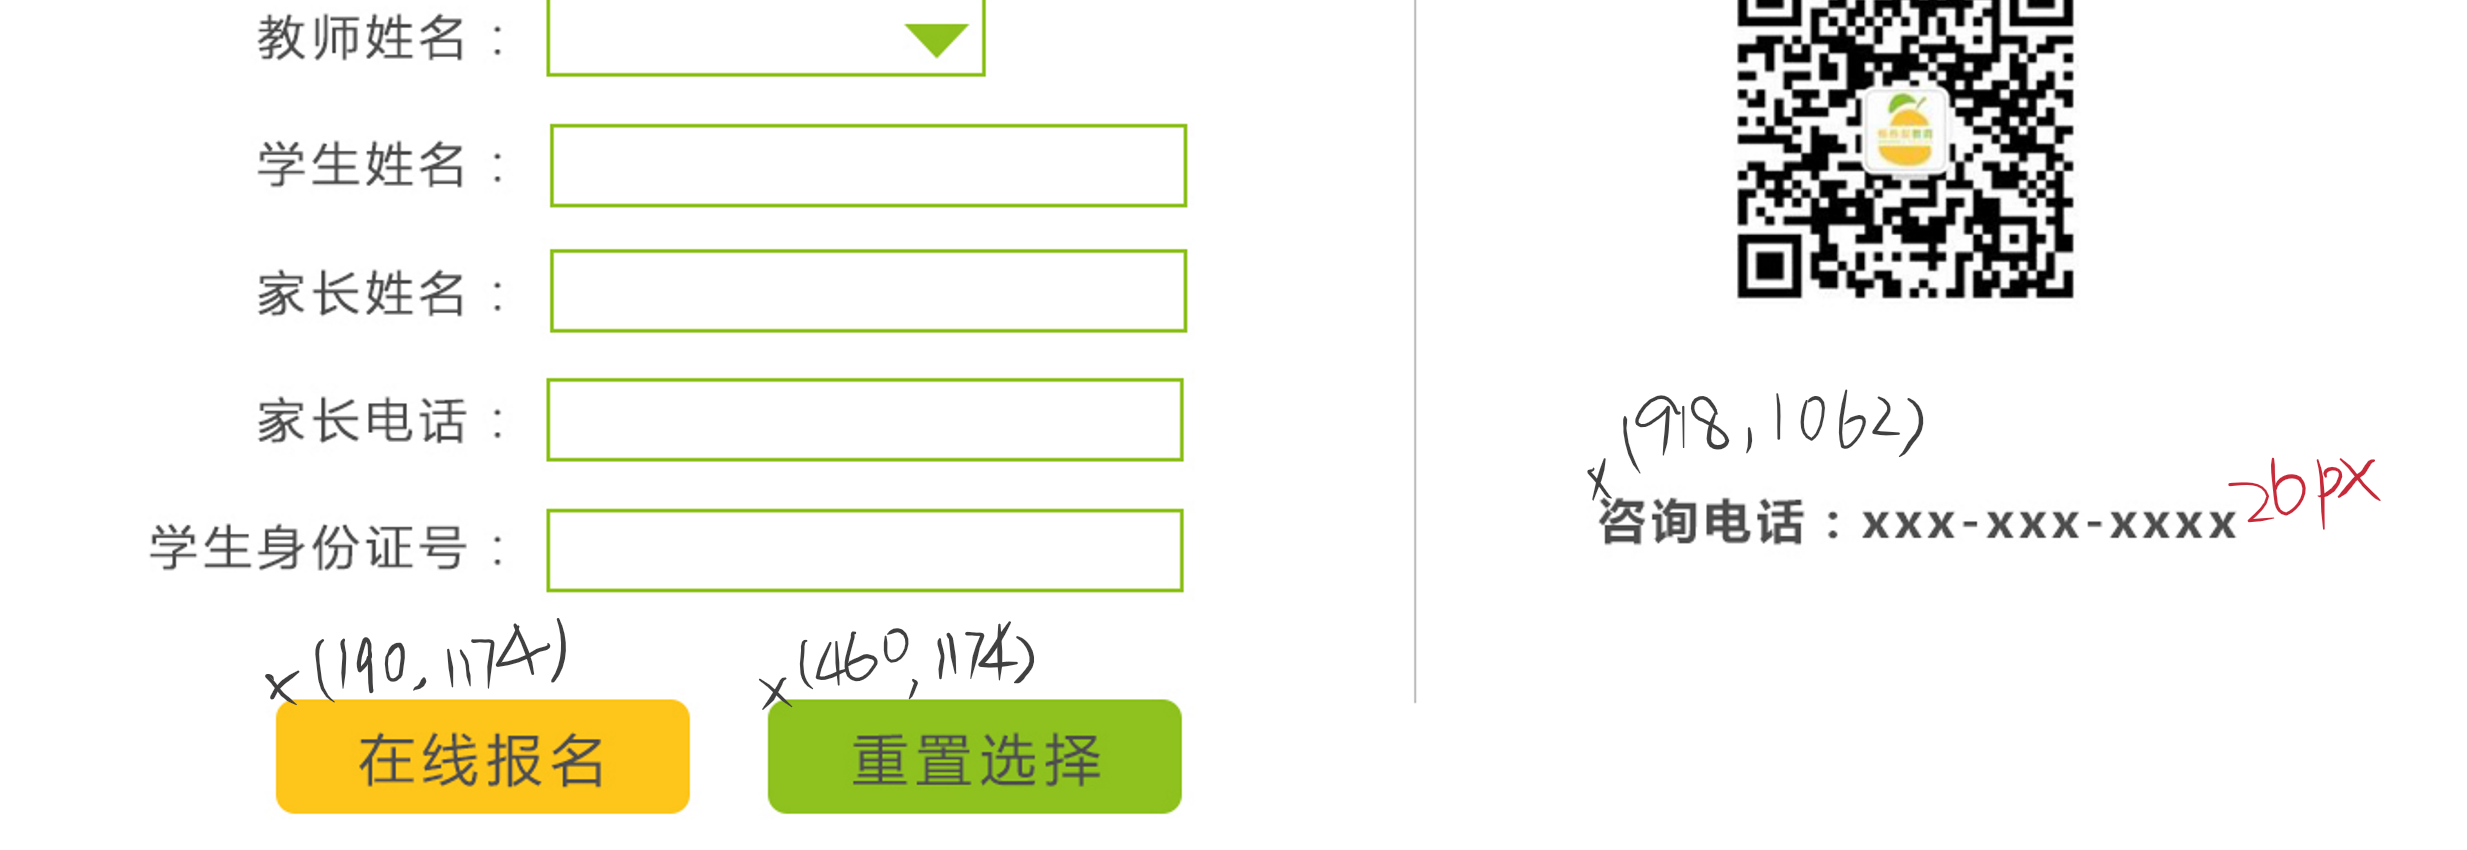 教师姓名：
学生姓名：
家长姓名：
家长电话：
学生身份证号：
x(190,1174)
x(460,1174)
在线报名
重置选择
x(918,1062)
咨询电话：xxx-xxx-xxxx
26px